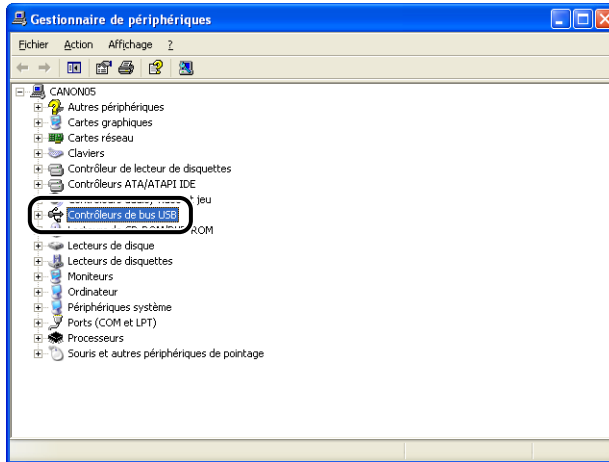 Gestionnaire de périphériques
Fichier Action Affichage ?
CANON05
Autres périphériques
Cartes graphiques
Cartes réseau
Claviers
Contrôleur de lecteur de disquettes
Contrôleurs ATA/ATAPI IDE
jeu
Contrôleurs de bus USB
ROM
Lecteurs de disque
Lecteurs de disquettes
Moniteurs
Ordinateur
Périphériques système
Ports (COM et LPT)
Processeurs
Souris et autres périphériques de pointage